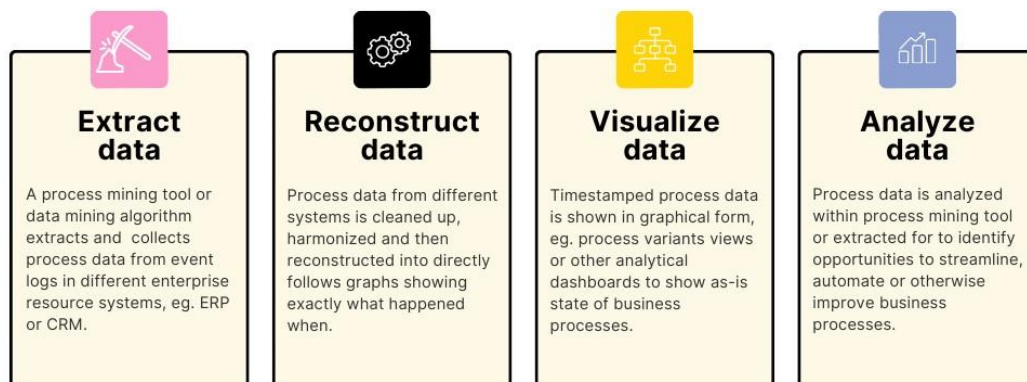 Extract
data
A process mining tool or
data mining algorithm
extracts and collects
process data from event
logs in different enterprise
resource systems, eg. ERP
or CRM.
Reconstruct
data
Process data from different
systems is cleaned up,
harmonized and then
reconstructed into directly
follows graphs showing
exactly what happened
when.
Visualize
data
Timestamped process data
is shown in graphical form,
eg. process variants views
or other analytical
dashboards to show as-is
state of business
processes.
Analyze
data
Process data is analyzed
within process mining tool
or extracted for to identify
opportunities to streamline,
automate or otherwise
improve business
processes.